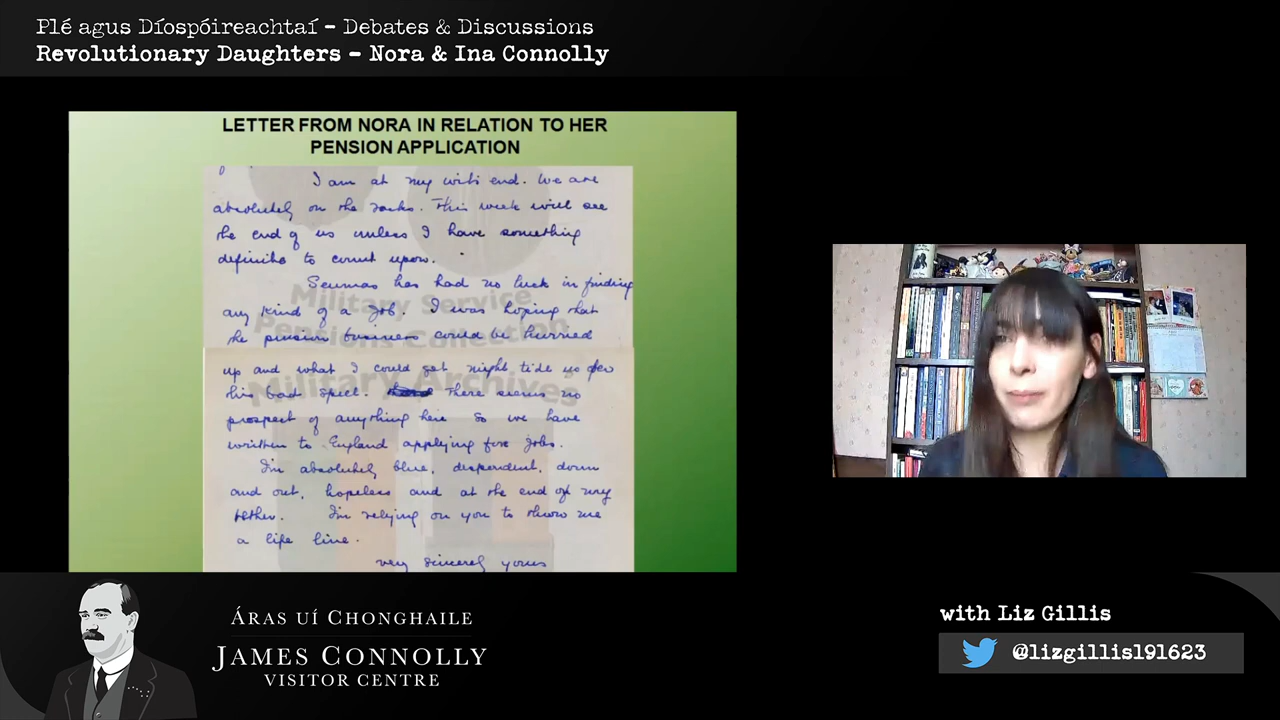 Plé agus Díospóireachtaí – Debates & Discussions
Revolutionary Daughters – Nora & Ina Connolly
LETTER FROM NORA IN RELATION TO HER
PENSION APPLICATION
I am at my wits end. We are
absolutely on the rocks. This week will see
the end of us unless I have something
definite to count upon.
Seumas has had no luck in finding
any kind of a job. I was hoping that
the pension business could be hurried
up and what I could get might tide us over
this bad spell. There seems no
prospect of anything here so we have
written to England applying for jobs.
I'm absolutely blue, despondent, down
and out, hopeless and at the end of my
tether. I'm relying on you to throw me
a life line.
very sincerely yours
Military Service
Pensions Collection
Military Archives
ÁRAS UÍ CHONGHAILE
JAMES CONNOLLY
VISITOR CENTRE
with Liz Gillis
@lizgillis191623